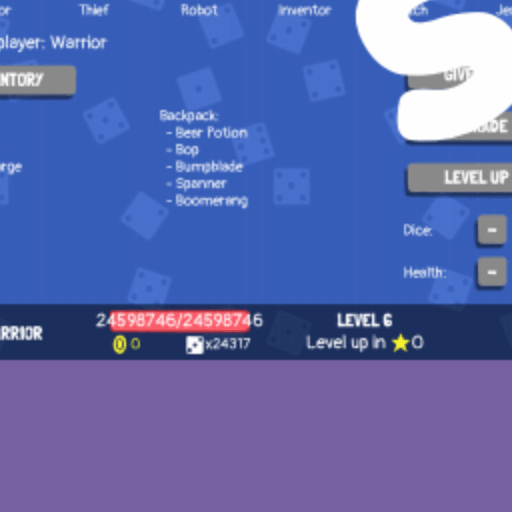 Thief Robot Inventor
player: Warrior
NTORY
Backpack:
- Beer Potion
- Bop
- Bumpblade
- Spanner
- Boomerang
LEVEL UP
Dice: -
Health: -
RRIOR
24598746/24598746
0 x24317
LEVEL 6
Level up in ★0